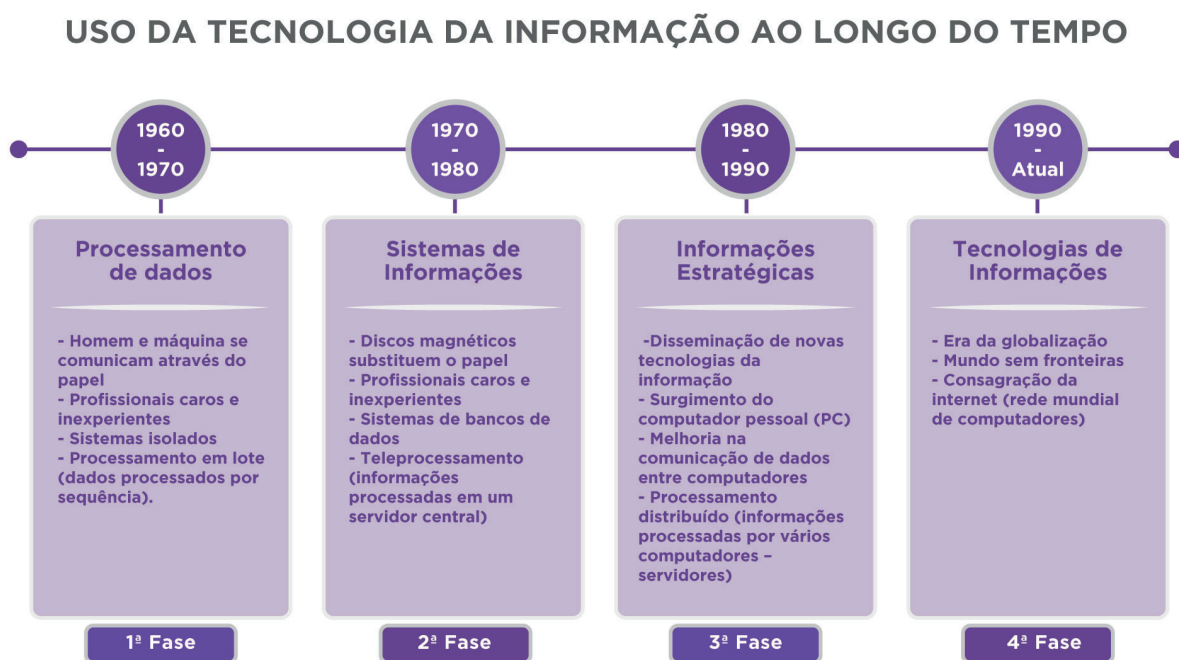 USO DA TECNOLOGIA DA INFORMAÇÃO AO LONGO DO TEMPO
1960
-
1970
Processamento
de dados
- Homem e máquina se
comunicam através do
papel
- Profissionais caros e
inexperientes
- Sistemas isolados
- Processamento em lote
(dados processados por
sequência).
1ª Fase
1970
-
1980
Sistemas de
Informações
- Discos magnéticos
substituem o papel
- Profissionais caros e
inexperientes
- Sistemas de bancos de
dados
- Teleprocessamento
(informações
processadas em um
servidor central)
2ª Fase
1980
-
1990
Informações
Estratégicas
-Disseminação de novas
tecnologias da
informação
- Surgimento do
computador pessoal (PC)
- Melhoria na
comunicação de dados
entre computadores
- Processamento
distribuído (informações
processadas por vários
computadores –
servidores)
3ª Fase
1990
-
Atual
Tecnologias de
Informações
- Era da globalização
- Mundo sem fronteiras
- Consagração da
internet (rede mundial
de computadores)
4ª Fase